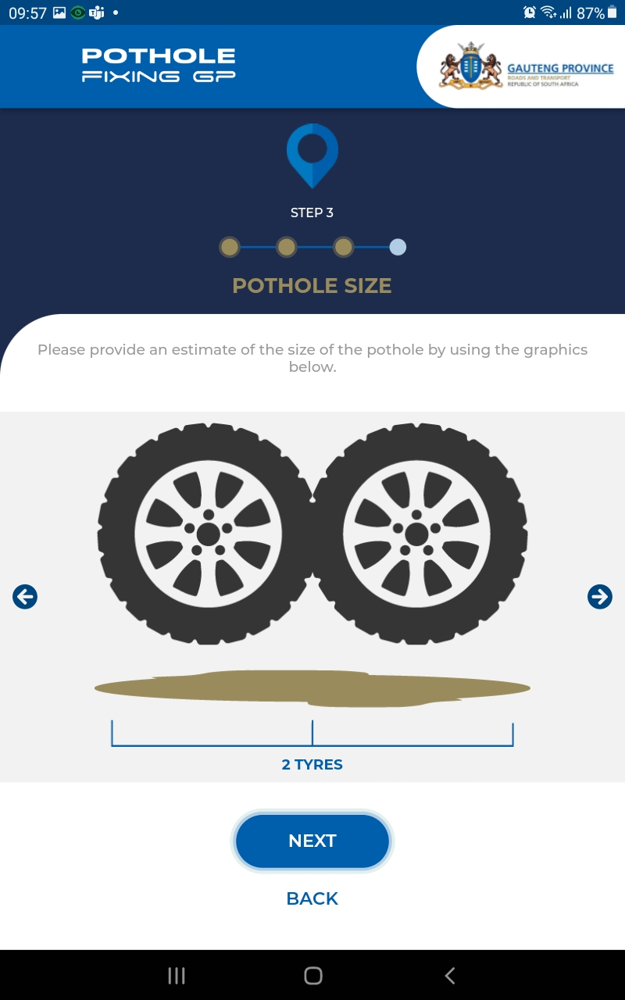 09:57
87%
POTHOLE
FIXING GP
GAUTENG PROVINCE
ROADS AND TRANSPORT
REPUBLIC OF SOUTH AFRICA
STEP 3
POTHOLE SIZE
Please provide an estimate of the size of the pothole by using the graphics
below.
2 TYRES
NEXT
BACK